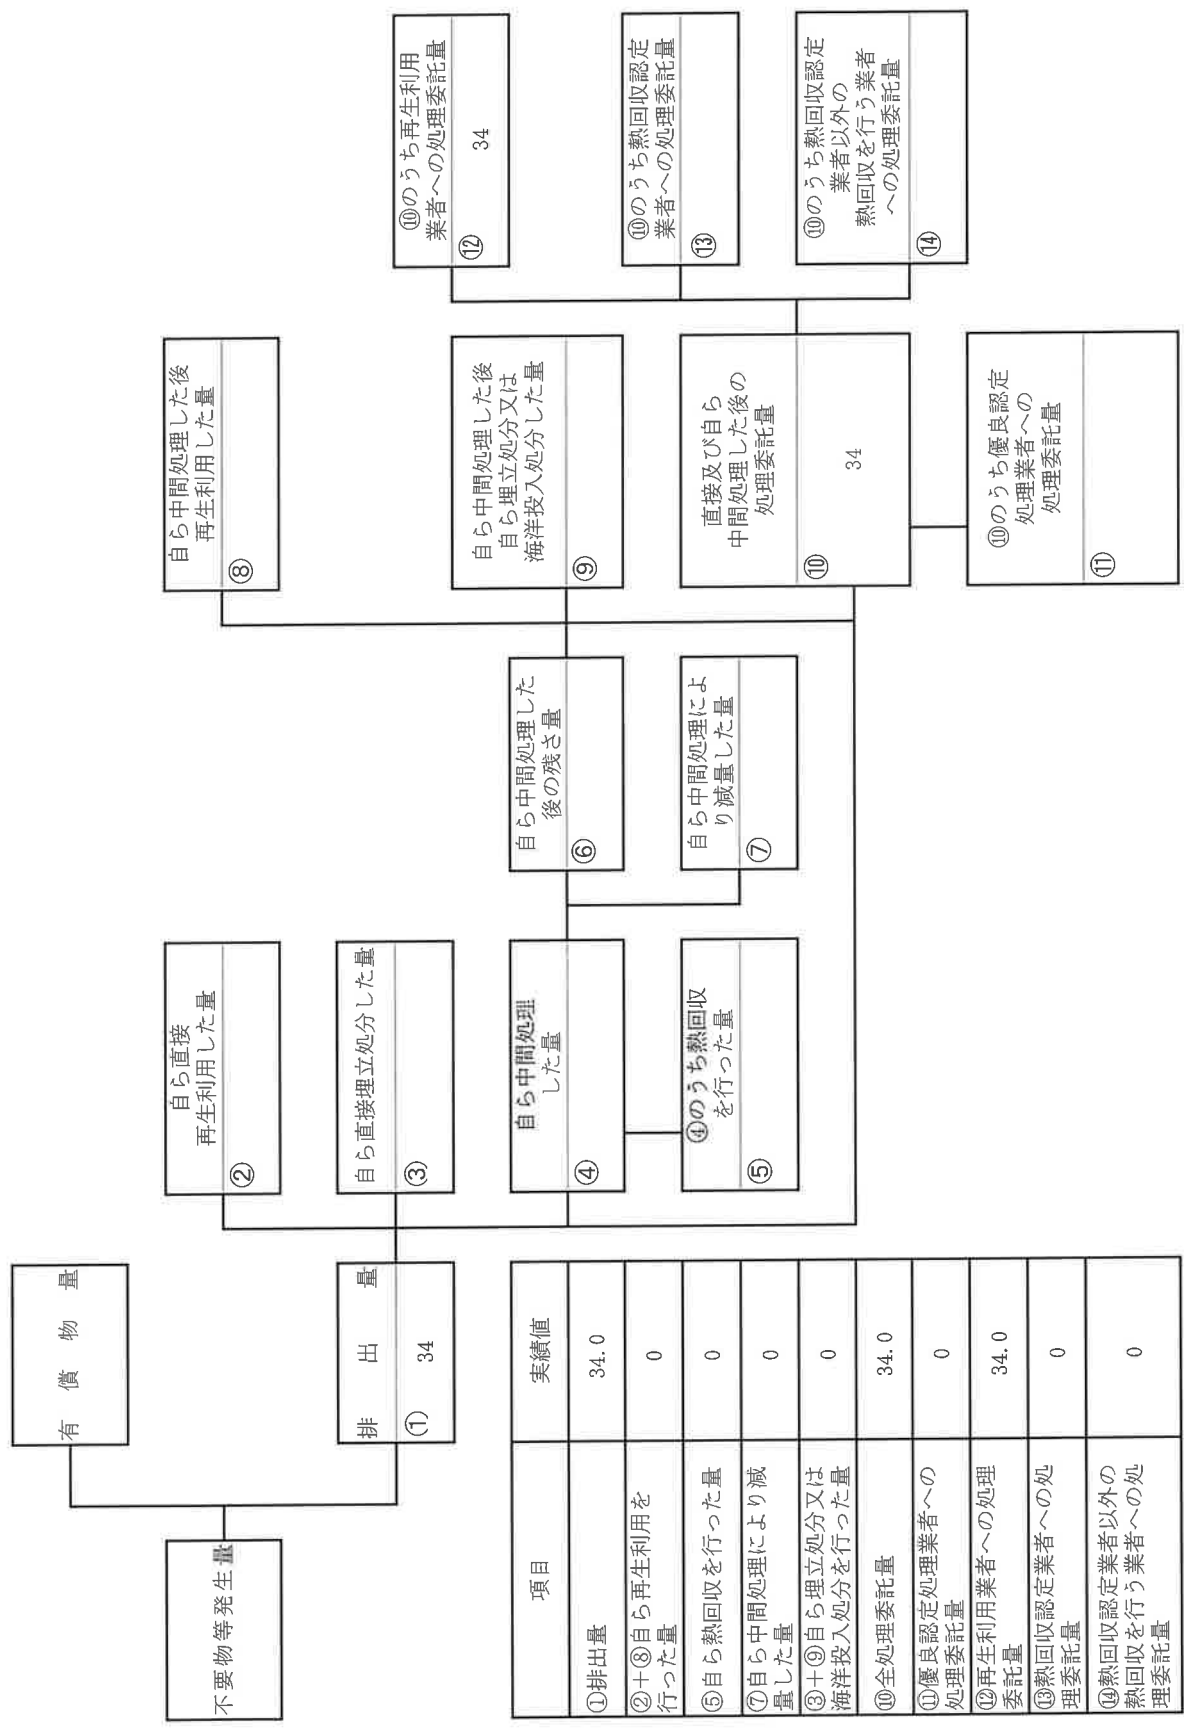 不要物等発生量
有償物量
排出量
① 34
自ら直接
再生利用した量
②
自ら直接埋立処分した量
③
自ら中間処理
した量
④
④のうち熱回収
を行った量
⑤
自ら中間処理した
後の残さ量
⑥
自ら中間処理によ
り減量した量
⑦
自ら中間処理した後
再生利用した量
⑧
自ら中間処理した後
自ら埋立処分又は
海洋投入処分した量
⑨
直接及び自ら
中間処理した後の
処理委託量
⑩ 34
⑩のうち優良認定
処理業者への
処理委託量
⑪
⑩のうち再生利用
業者への処理委託量
⑫ 34
⑩のうち熱回収認定
業者への処理委託量
⑬
⑩のうち熱回収認定
業者以外の
熱回収を行う業者
への処理委託量
⑭
項目 実績値
①排出量 34.0
②+⑧自ら再生利用を
行った量 0
⑤自ら熱回収を行った量 0
⑦自ら中間処理により減
量した量 0
③+⑨自ら埋立処分又は
海洋投入処分を行った量 0
⑩全処理委託量 34.0
⑪優良認定処理業者への
処理委託量 0
⑫再生利用業者への処理
委託量 34.0
⑬熱回収認定業者への処
理委託量 0
⑭熱回収認定業者以外の
熱回収を行う業者への処
理委託量 0